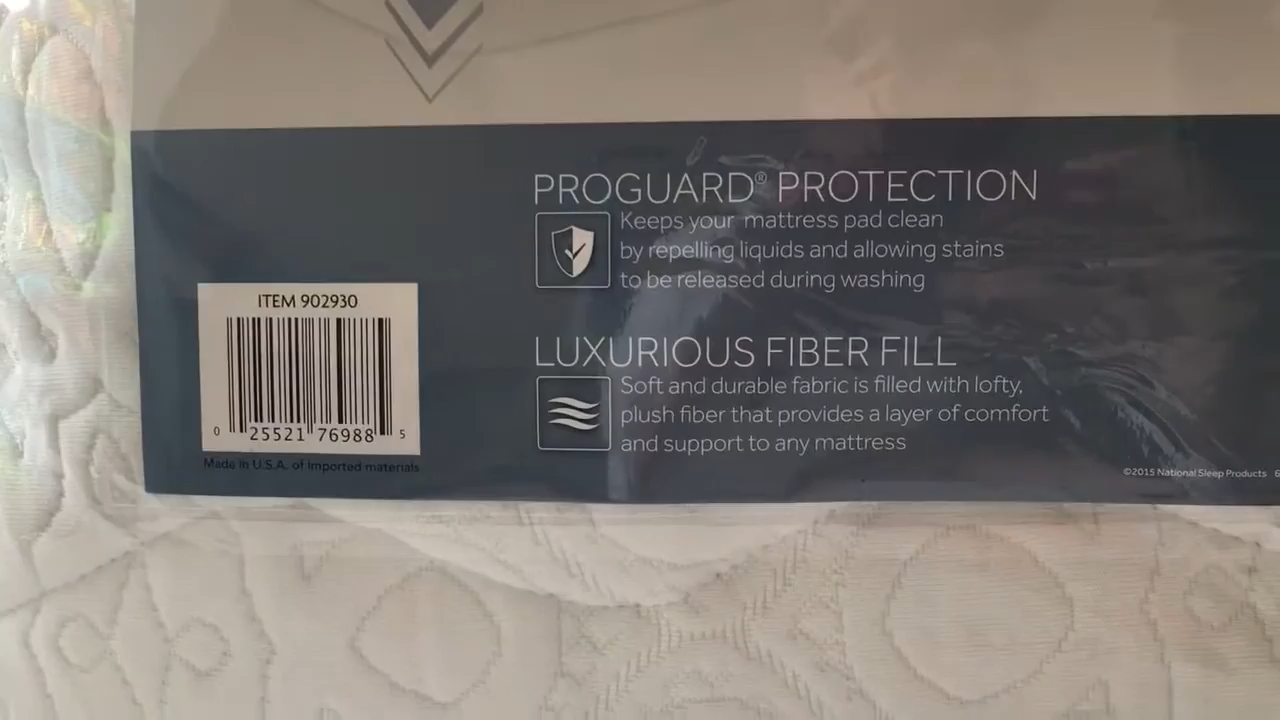 PROGUARD® PROTECTION
Keeps your mattress pad clean
by repelling liquids and allowing stains
to be released during washing
ITEM 902930
0 25521 76988 5
Made in U.S.A. of imported materials
LUXURIOUS FIBER FILL
Soft and durable fabric is filled with lofty,
plush fiber that provides a layer of comfort
and support to any mattress
©2015 National Sleep Products